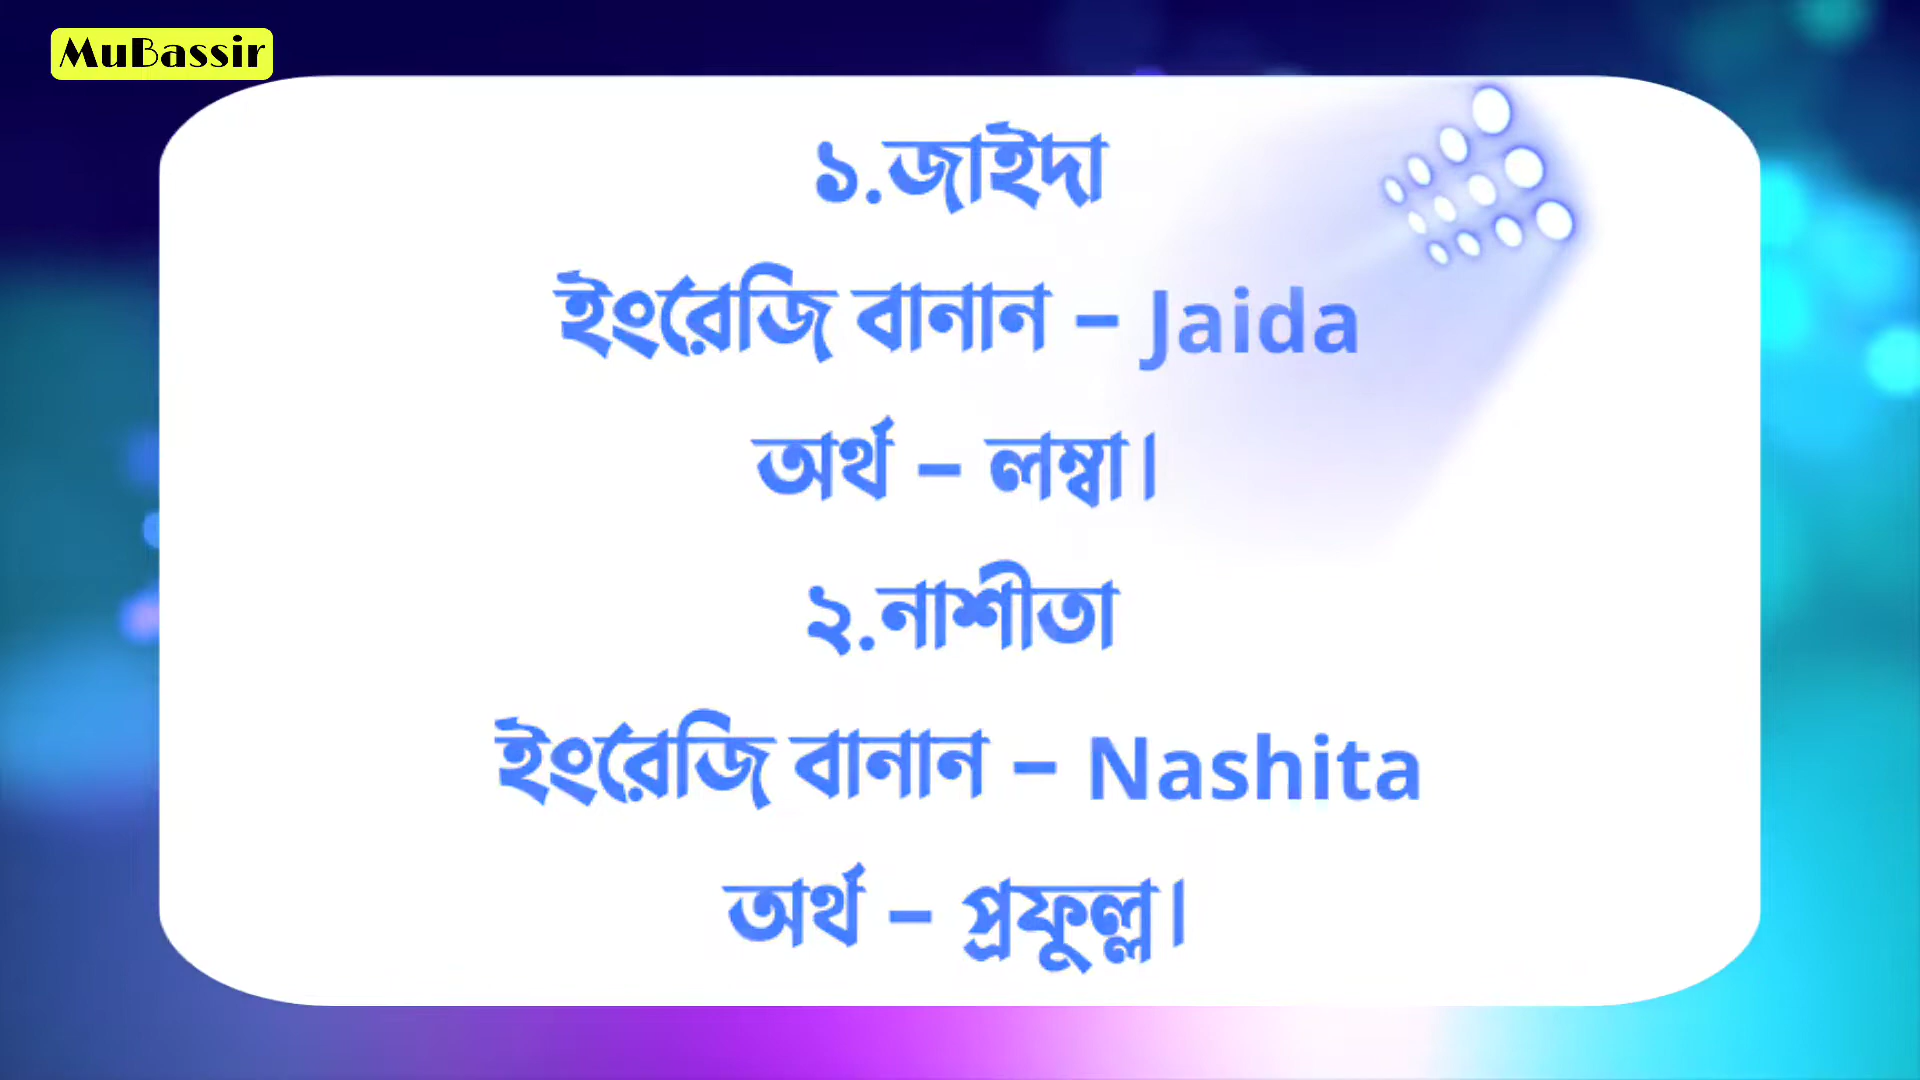 MuBassir
১.জাইদা
ইংরেজি বানান – Jaida
অর্থ – লম্বা।
২.নাশীতা
ইংরেজি বানান – Nashita
অর্থ – প্রফুল্ল।